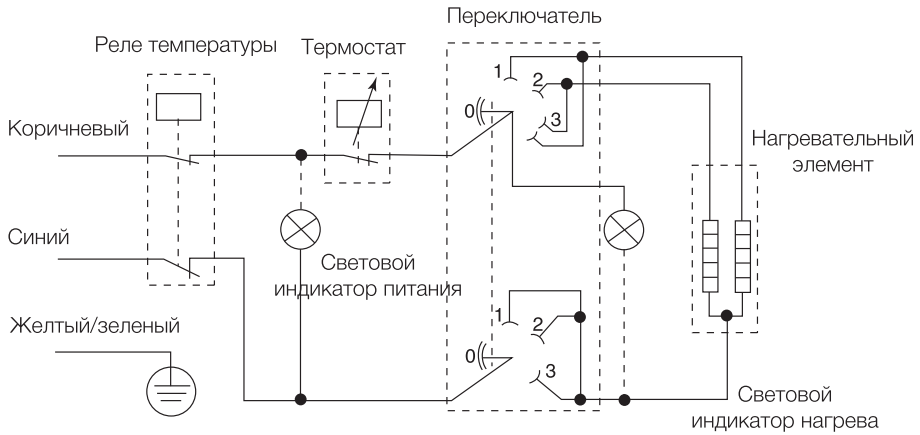 Переключатель
Реле температуры
Термостат
1
2
0
3
Коричневый
Нагревательный
элемент
Синий
Световой
индикатор питания
1
2
Желтый/зеленый
0
3
Световой
индикатор нагрева